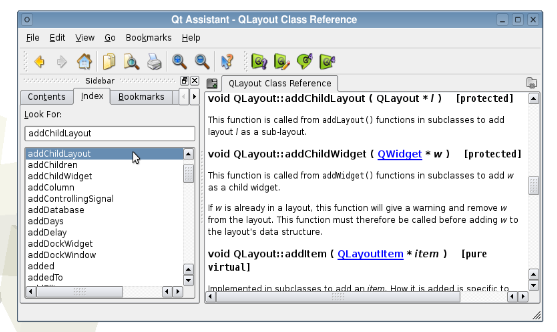 Qt Assistant - QLayout Class Reference
File Edit View Go Bookmarks Help
Sidebar
Contents Index Bookmarks
QLayout Class Reference
Look For:
addChildLayout
addChildLayout
addChildren
addChildWidget
addColumn
addControllingSignal
addDatabase
addDays
addDelay
addDockWidget
addDockWindow
added
addedTo
void QLayout::addChildLayout ( QLayout * l ) [protected]
This function is called from addLayout() functions in subclasses to add
layout l as a sub-layout.
void QLayout::addChildWidget ( QWidget * w ) [protected]
This function is called from addWidget() functions in subclasses to add w
as a child widget.
If w is already in a layout, this function will give a warning and remove w
from the layout. This function must therefore be called before adding w to
the layout's data structure.
void QLayout::addItem ( QLayoutItem * item ) [pure
virtual]
Implemented in subclasses to add an item. How it is added is specific to